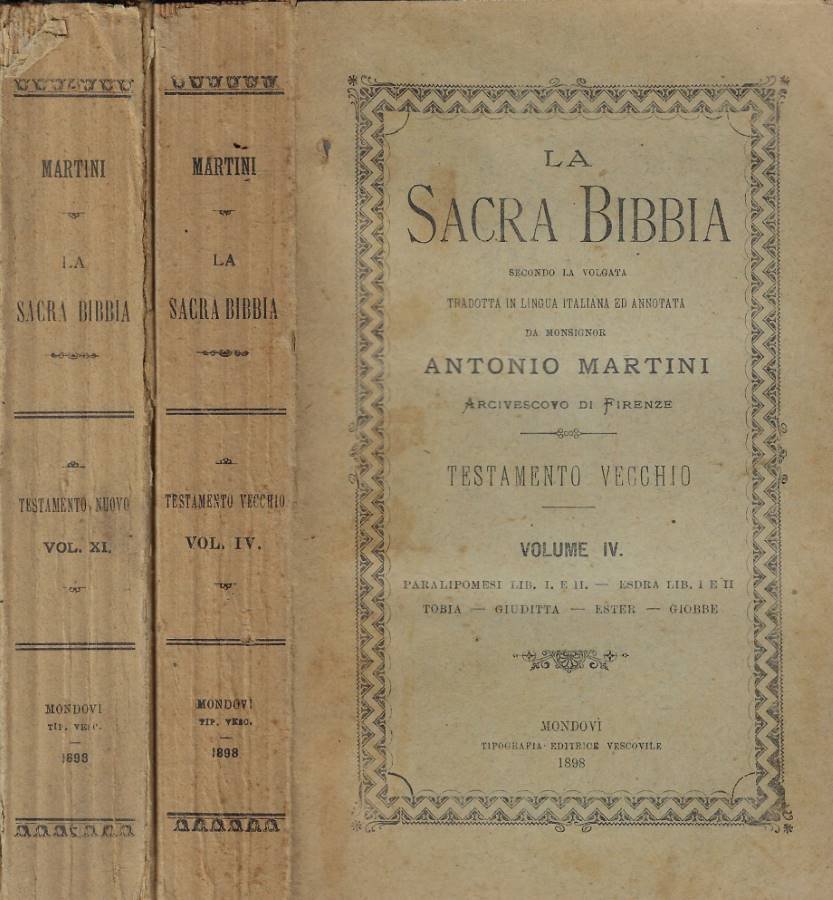 MARTINI
LA
SACRA BIBBIA
TESTAMENTO NUOVO
VOL. XI.
MONDOVÌ
TIP. VESC.
1898
MARTINI
LA
SACRA BIBBIA
TESTAMENTO VECCHIO
VOL. IV.
MONDOVÌ
TIP. VESC.
1898
LA
SACRA BIBBIA
SECONDO LA VOLGATA
TRADOTTA IN LINGUA ITALIANA ED ANNOTATA
DA MONSIGNOR
ANTONIO MARTINI
ARCIVESCOVO DI FIRENZE
TESTAMENTO VECCHIO
VOLUME IV.
PARALIPOMESI LIB. I. E II. — ESDRA LIB. I E II
TOBIA — GIUDITTA — ESTER — GIOBBE
MONDOVÌ
TIPOGRAFIA EDITRICE VESCOVILE
1898